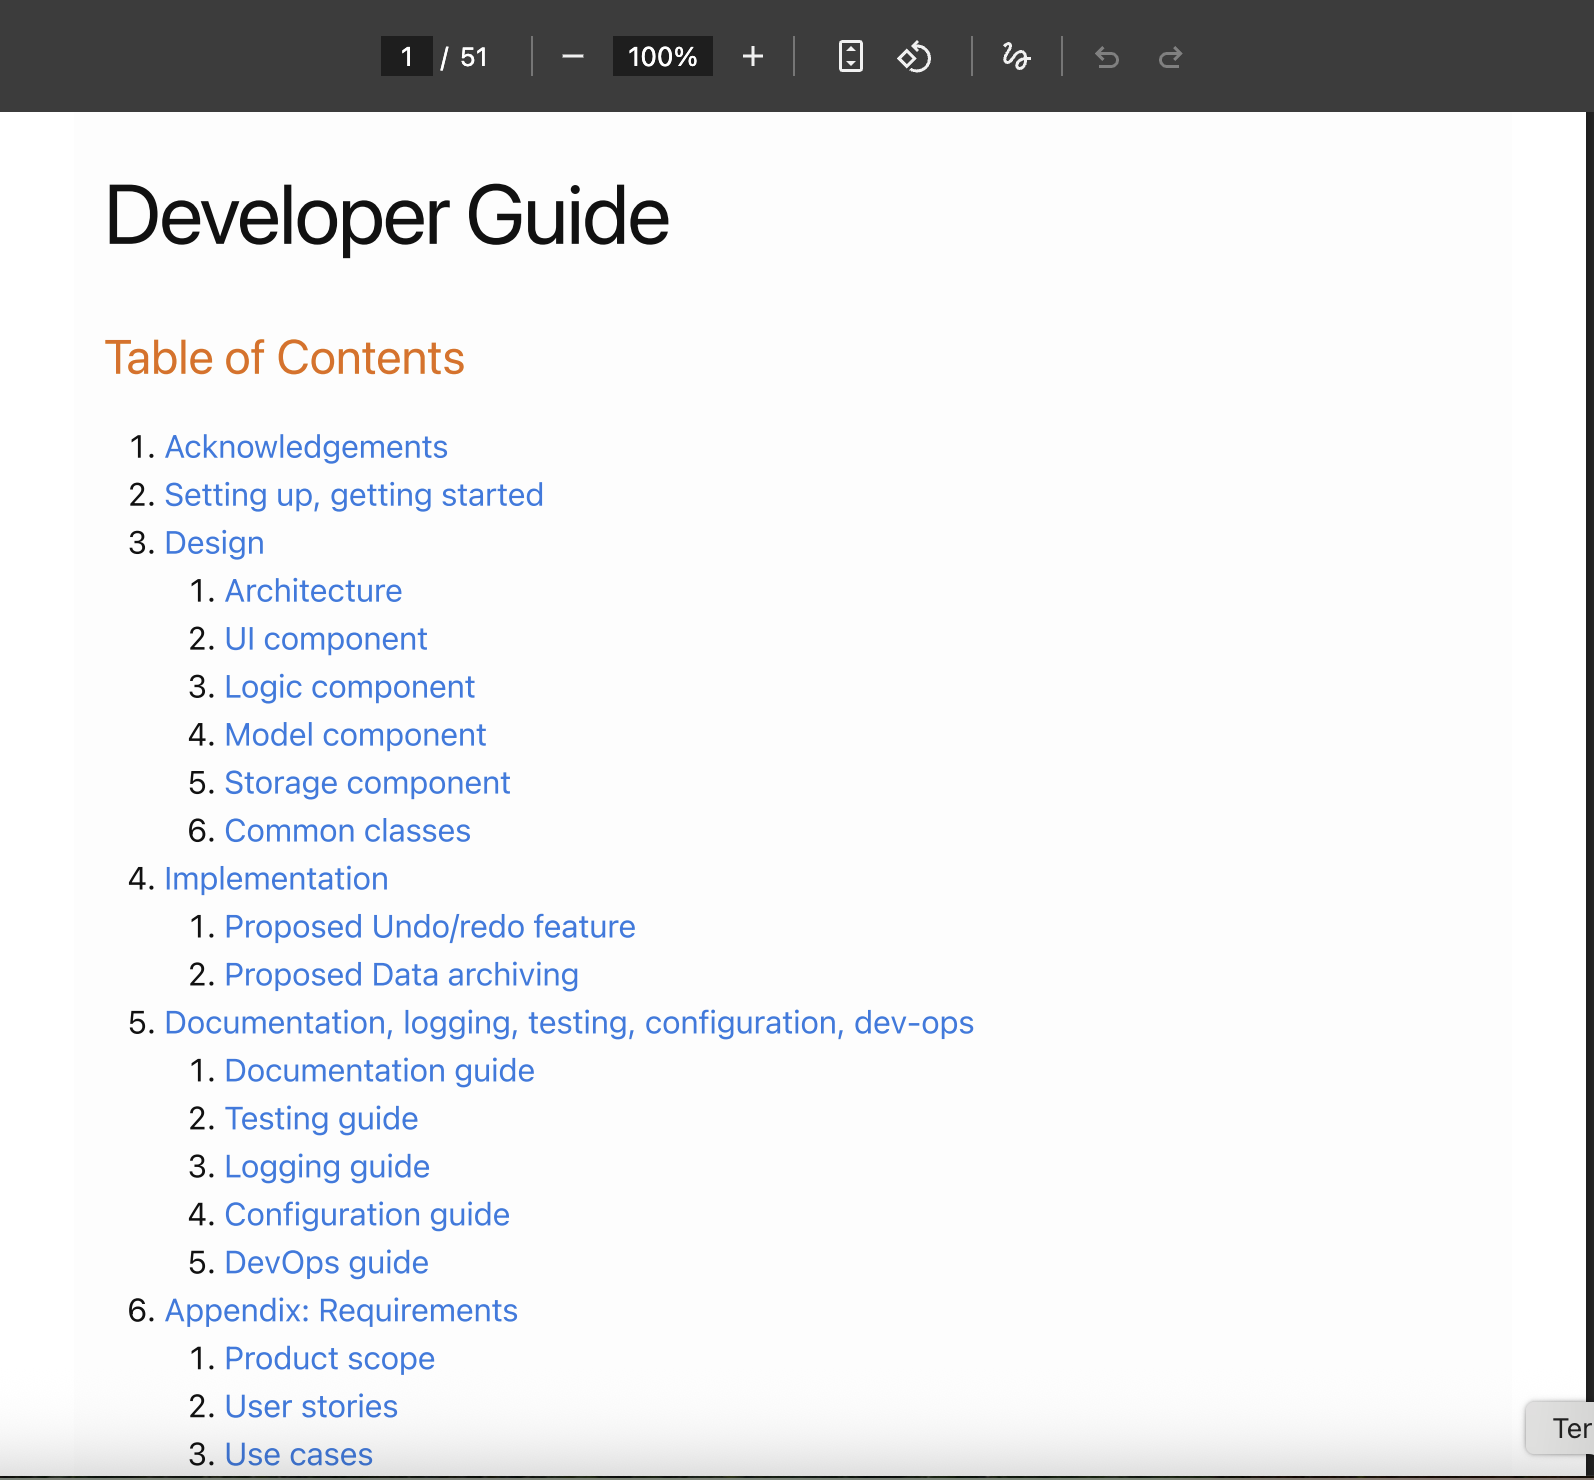 1 / 51 100%
Developer Guide
Table of Contents
1. Acknowledgements
2. Setting up, getting started
3. Design
1. Architecture
2. UI component
3. Logic component
4. Model component
5. Storage component
6. Common classes
4. Implementation
1. Proposed Undo/redo feature
2. Proposed Data archiving
5. Documentation, logging, testing, configuration, dev-ops
1. Documentation guide
2. Testing guide
3. Logging guide
4. Configuration guide
5. DevOps guide
6. Appendix: Requirements
1. Product scope
2. User stories
3. Use cases
Ter